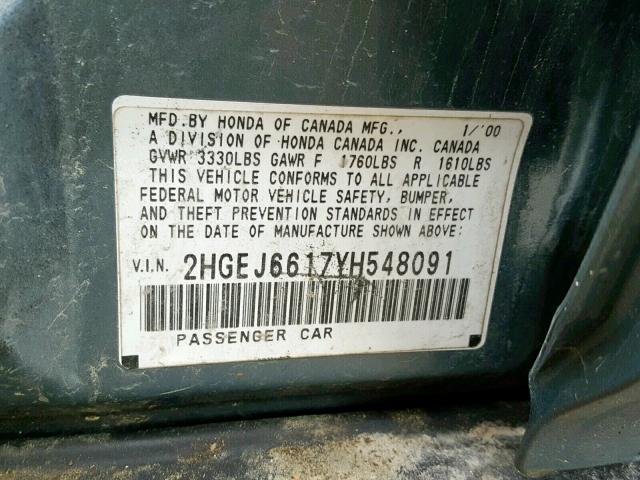 MFD. BY HONDA OF CANADA MFG., 1/'00
A DIVISION OF HONDA CANADA INC. CANADA
GVWR 3330LBS GAWR F 1760LBS R 1610LBS
THIS VEHICLE CONFORMS TO ALL APPLICABLE
FEDERAL MOTOR VEHICLE SAFETY, BUMPER,
AND THEFT PREVENTION STANDARDS IN EFFECT
ON THE DATE OF MANUFACTURE SHOWN ABOVE:
V.I.N. 2HGEJ6617YH548091
PASSENGER CAR